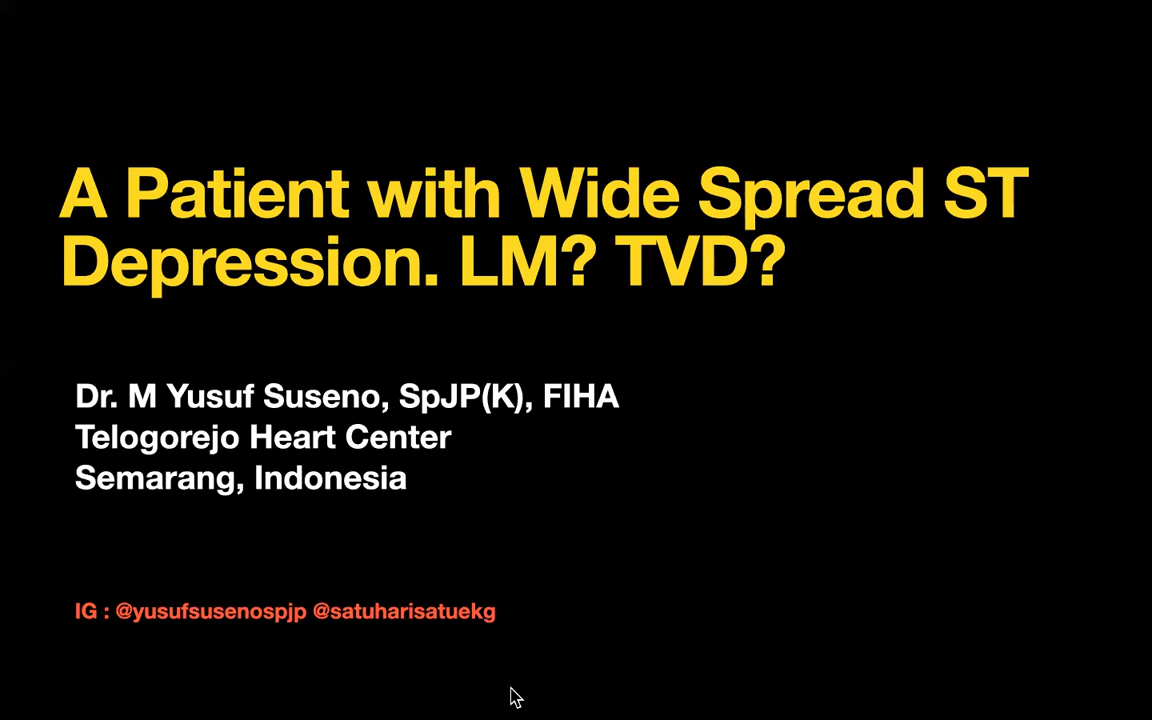 A Patient with Wide Spread ST
Depression. LM? TVD?
Dr. M Yusuf Suseno, SpJP(K), FIHA
Telogorejo Heart Center
Semarang, Indonesia
IG : @yusufsusenospjp @satuharisatuekg